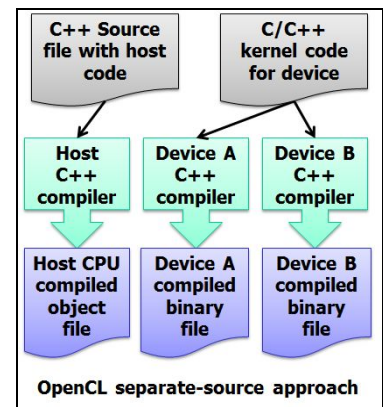 C++ Source
file with host
code
C/C++
kernel code
for device
Host
C++
compiler
Device A
C++
compiler
Device B
C++
compiler
Host CPU
compiled
object
file
Device A
compiled
binary
file
Device B
compiled
binary
file
OpenCL separate-source approach